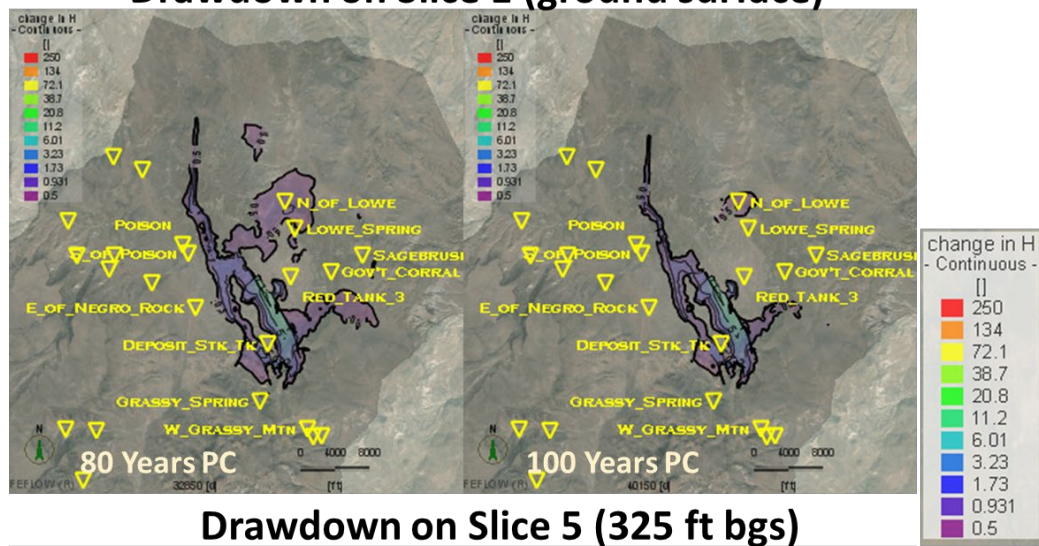 Drawdown on Slice 2 (ground surface)
change in H
- Continuous -
[]
250
134
72.1
38.7
20.8
11.2
6.01
3.23
1.73
0.931
0.5
N_OF_LOWE
LOWE_SPRING
POISON
SAGEBRUSH
GOV'T_CORRAL
RED_TANK_3
E_OF_NEGRO_ROCK
DEPOSIT_STK_TK
GRASSY_SPRING
W_GRASSY_MTN
N
0 4000 8000
80 Years PC
FEFLOW (R)
32850 [d]
[ft]
change in H
- Continuous -
[]
250
134
72.1
38.7
20.8
11.2
6.01
3.23
1.73
0.931
0.5
N_OF_LOWE
LOWE_SPRING
POISON
SAGEBRUSH
GOV'T_CORRAL
RED_TANK_3
E_OF_NEGRO_ROCK
DEPOSIT_STK_TK
GRASSY_SPRING
W_GRASSY_MTN
N
0 4000 8000
100 Years PC
FEFLOW (R)
40150 [d]
[ft]
change in H
- Continuous -
[]
250
134
72.1
38.7
20.8
11.2
6.01
3.23
1.73
0.931
0.5
Drawdown on Slice 5 (325 ft bgs)